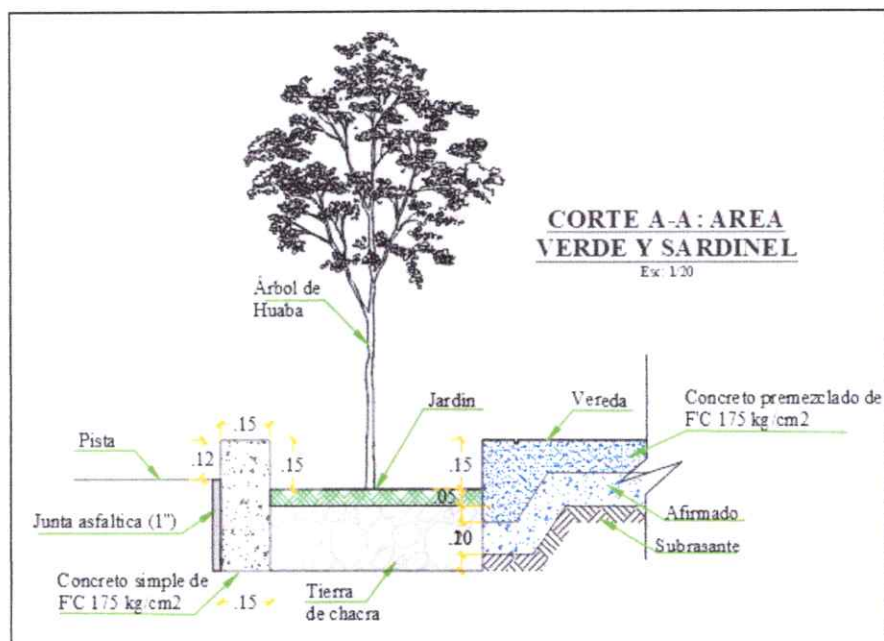 CORTE A-A: AREA
VERDE Y SARDINEL
Esc: 1/20
Árbol de
Huaba
.15
Jardin
Vereda
Concreto premezclado de
F'C 175 kg/cm2
Pista
.12
.15
.15
.05
Junta asfaltica (1")
Afirmado
Subrasante
Concreto simple de
F'C 175 kg/cm2
.15
Tierra
de chacra